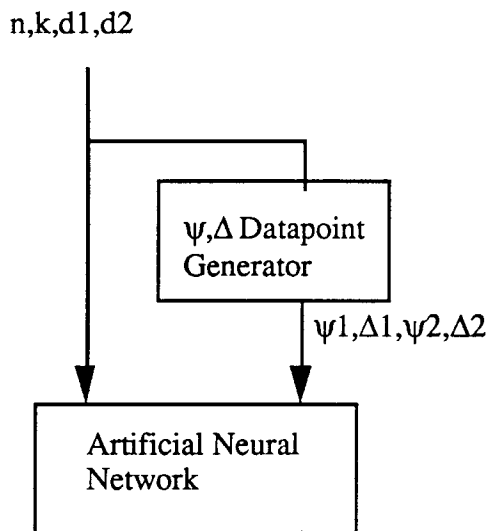 n,k,d1,d2
ψ,Δ Datapoint
Generator
ψ1,Δ1,ψ2,Δ2
Artificial Neural
Network